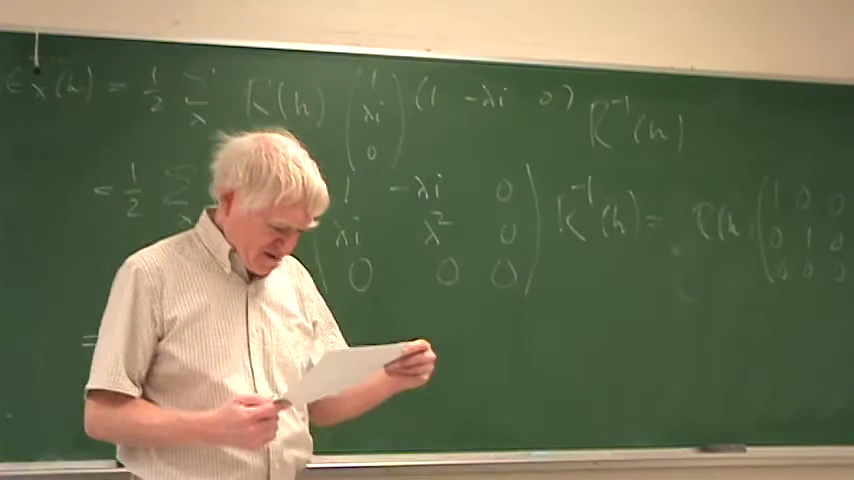 ε_λ(h) = 1/2 Σ_λ R(h) (1 λi 0) (1 -λi 0) R⁻¹(h)
= 1/2 Σ_λ 1 -λi 0
λi λ² 0
0 0 0 R⁻¹(h) = R(h) (1 0 0
0 1 0
0 0 0
=